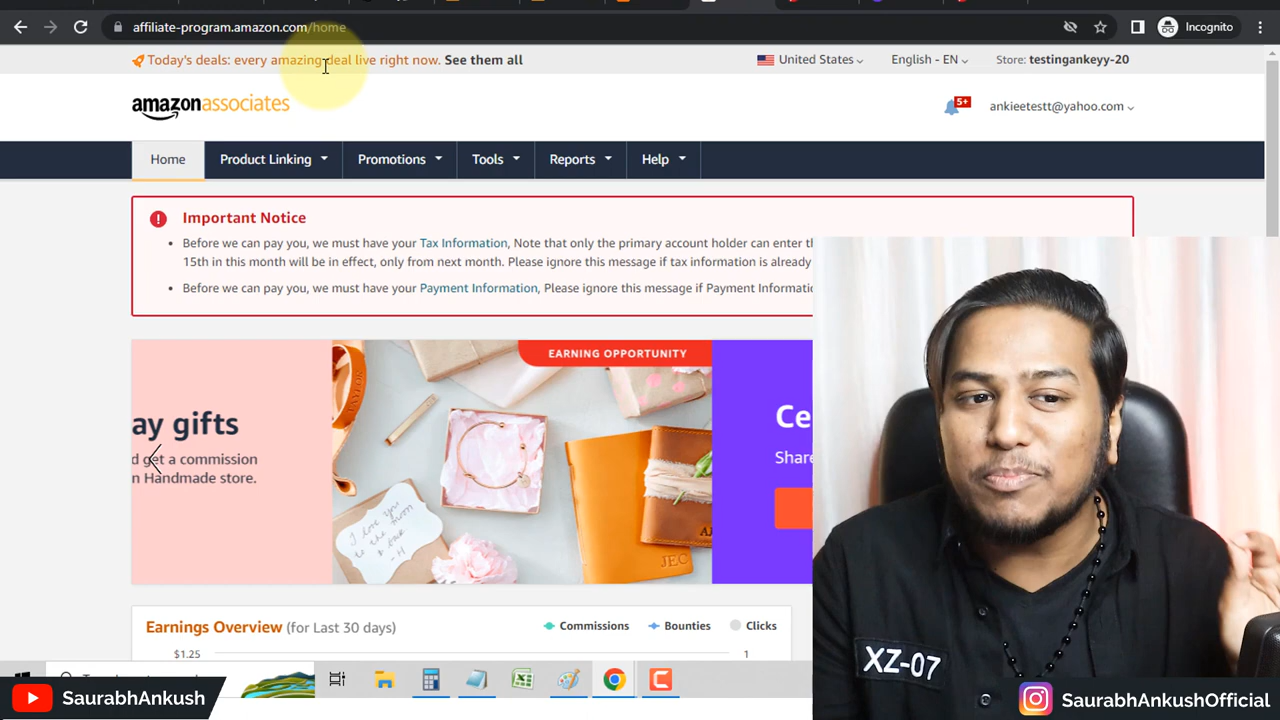 affiliate-program.amazon.com/home
Incognito
Today's deals: every amazing deal live right now. See them all
United States
English - EN
Store: testingankeyy-20
amazonassociates
5+
ankieetestt@yahoo.com
Home
Product Linking
Promotions
Tools
Reports
Help
Important Notice
Before we can pay you, we must have your Tax Information, Note that only the primary account holder can enter th
15th in this month will be in effect, only from next month. Please ignore this message if tax information is already
Before we can pay you, we must have your Payment Information, Please ignore this message if Payment Informatio
EARNING OPPORTUNITY
ay gifts
d get a commission
n Handmade store.
Ce
Share
JEC
Earnings Overview (for Last 30 days)
Commissions
Bounties
Clicks
$1.25
1
XZ-07
SaurabhAnkush
SaurabhAnkushOfficial